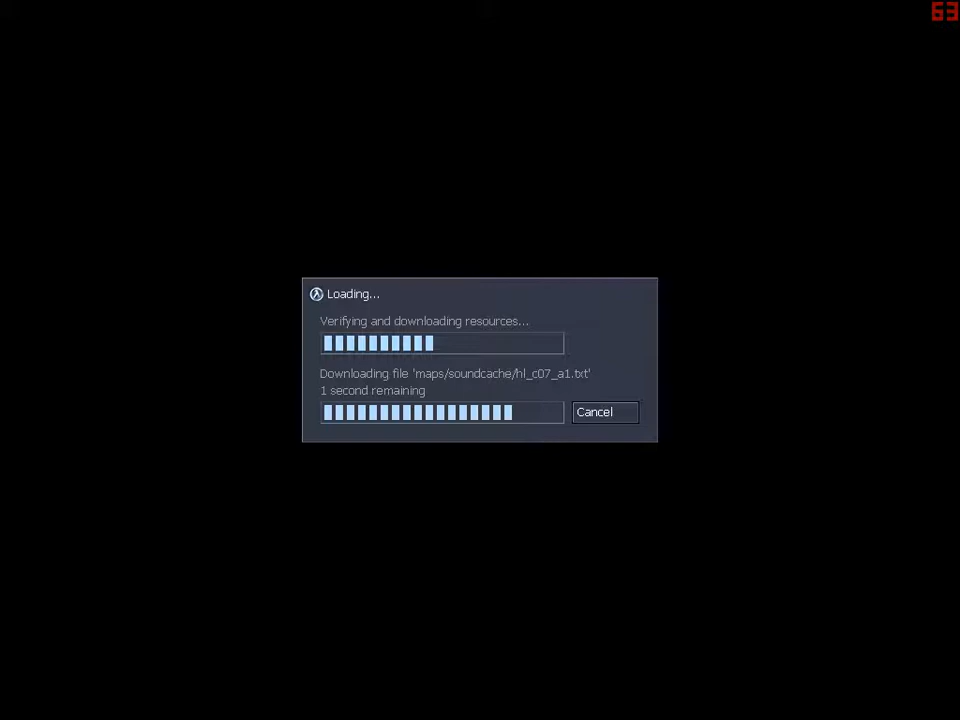 63
Loading...
Verifying and downloading resources...
Downloading file 'maps/soundcache/hl_c07_a1.txt'
1 second remaining
Cancel